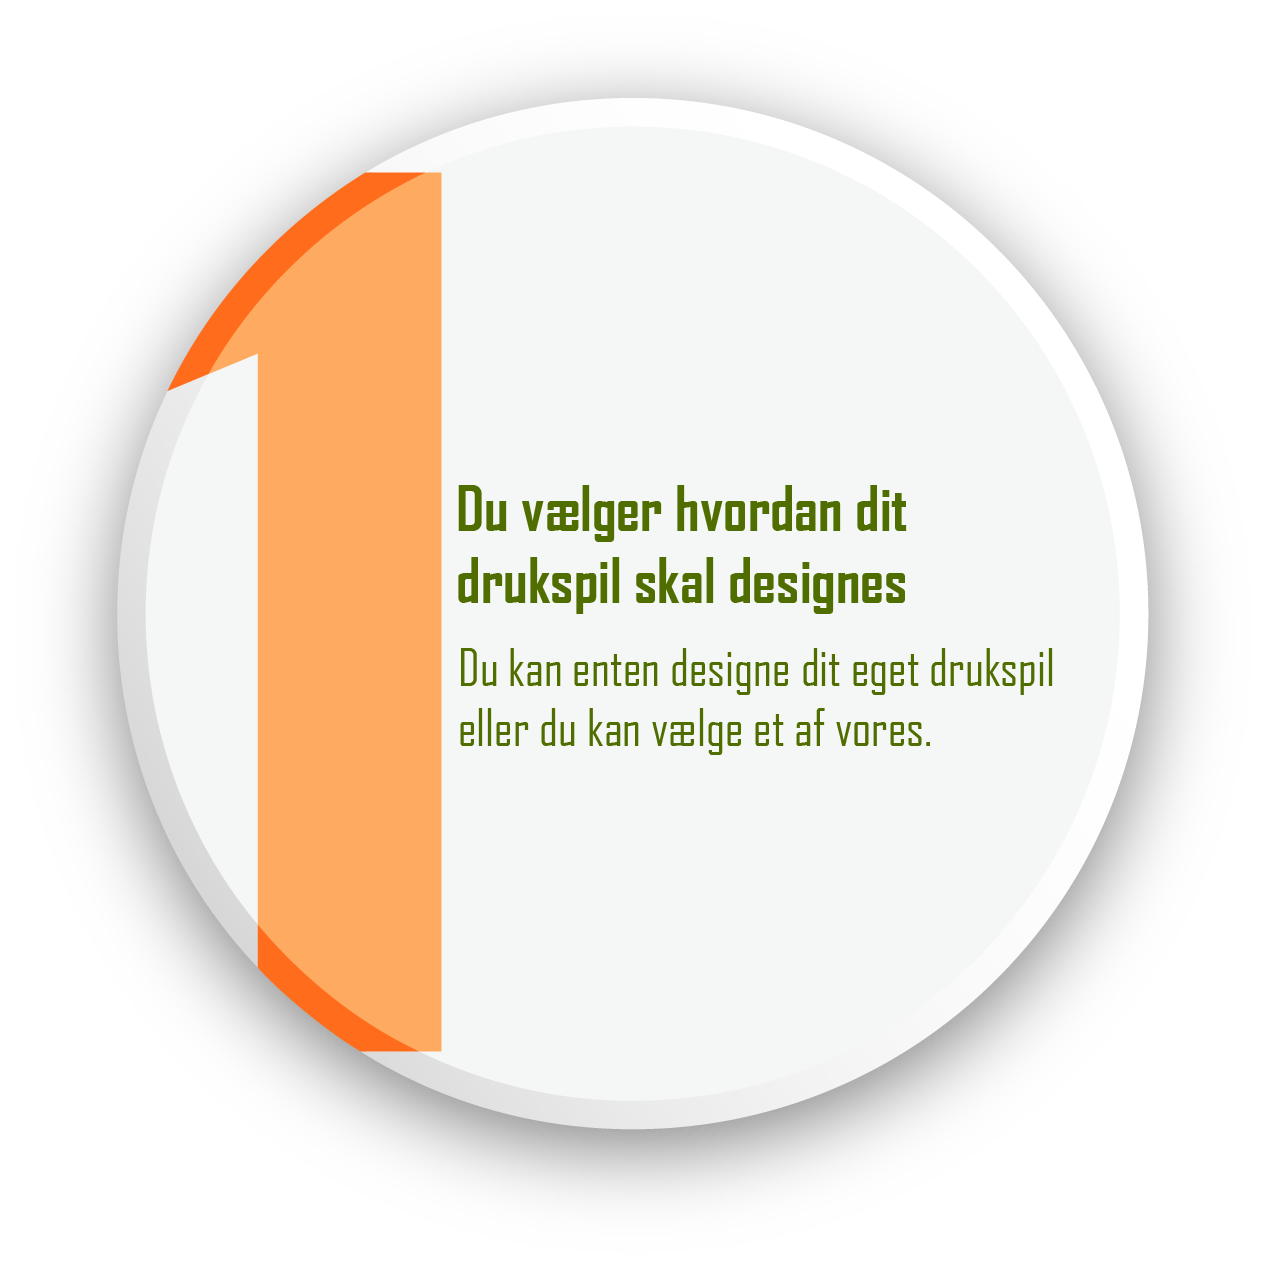 1
Du vælger hvordan dit
drukspil skal designes
Du kan enten designe dit eget drukspil
eller du kan vælge et af vores.